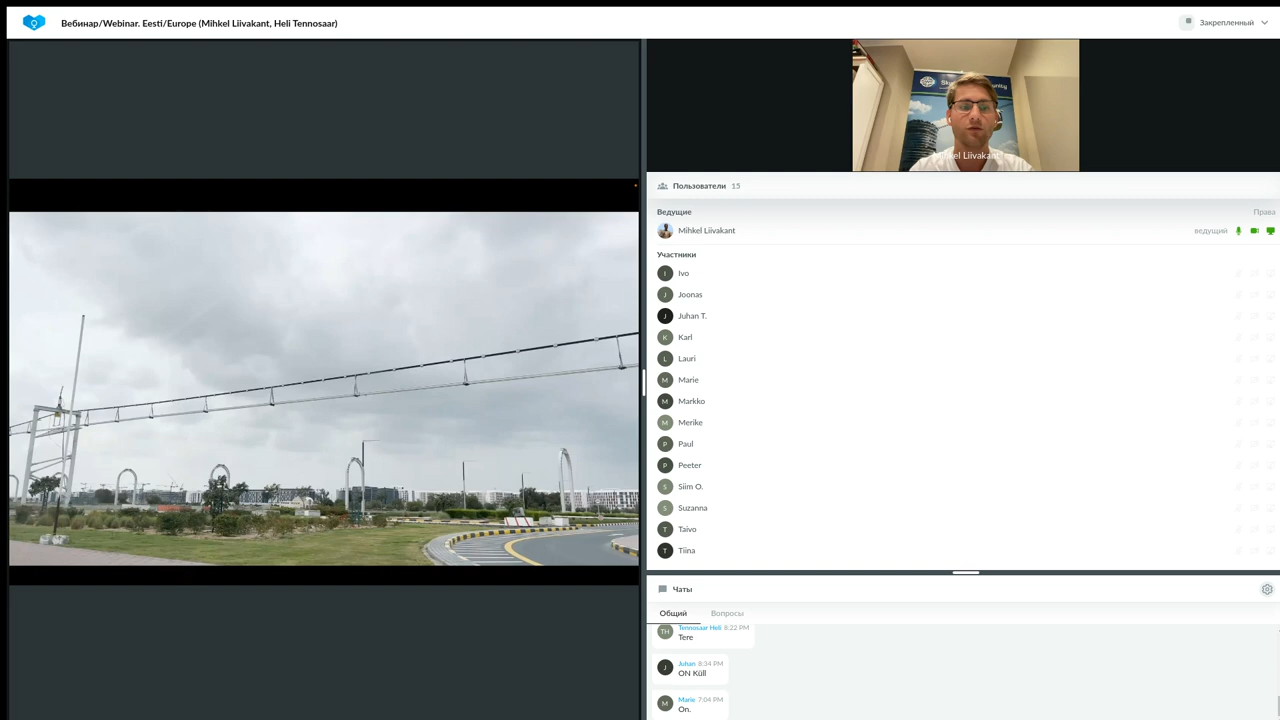 Вебинар/Webinar. Eesti/Europe (Mihkel Liivakant, Heli Tennosaar)
Закрепленный
Mihkel Liivakant
Пользователи 15
Ведущие Права
Mihkel Liivakant ведущий
Участники
I Ivo
J Joonas
J Juhan T.
K Karl
L Lauri
M Marie
M Markko
M Merike
P Paul
P Peeter
S Siim O.
S Suzanna
T Taivo
T Tiina
Чаты
Общий Вопросы
TH Tennosaar Heli 8:22 PM
Tere
J Juhan 8:34 PM
ON Küll
M Marie 7:04 PM
On.